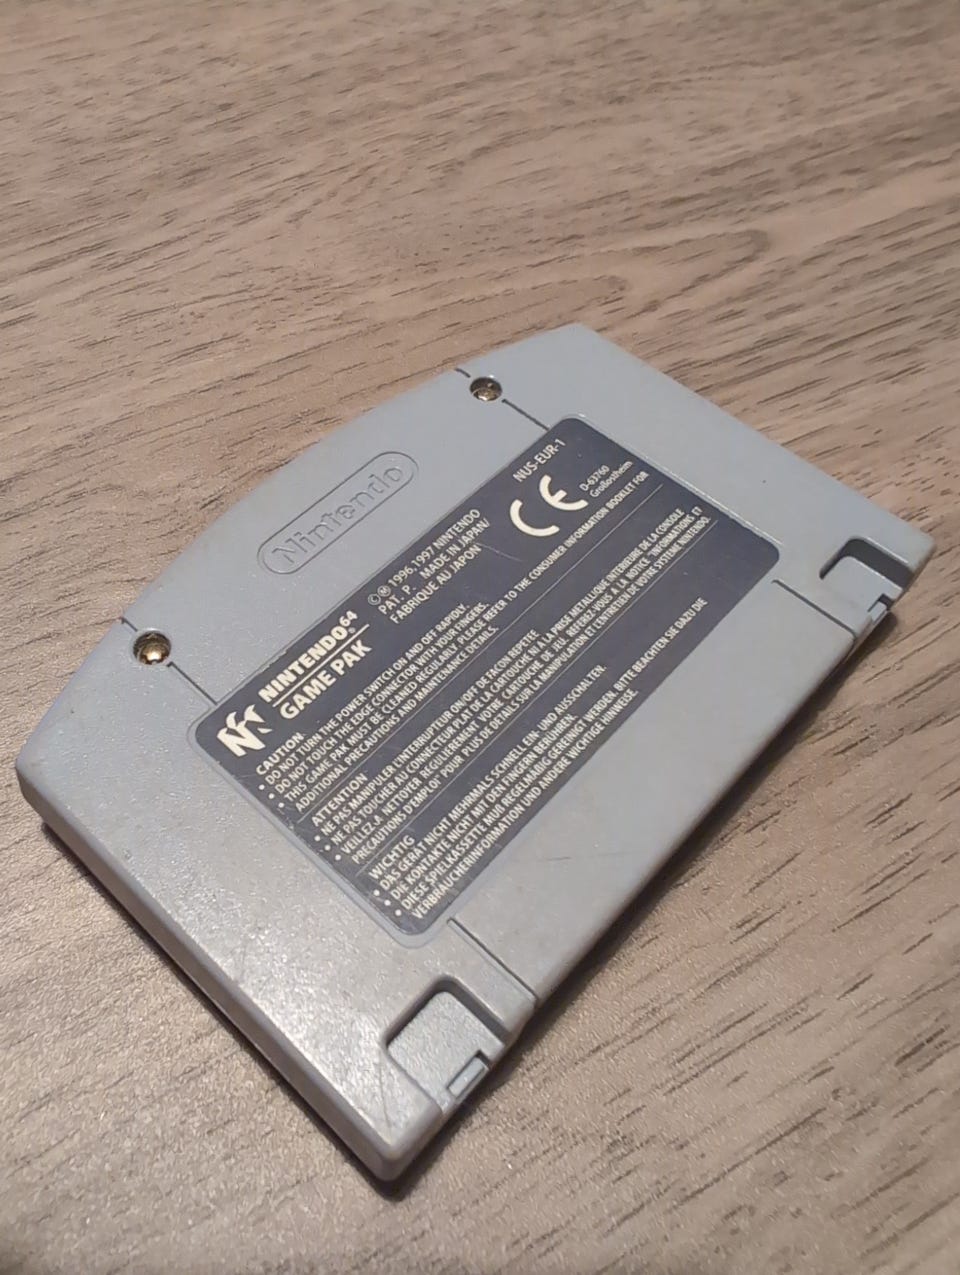 Nintendo
NINTENDO64
GAME PAK
©Ⓜ 1996, 1997 NINTENDO
PAT. P. MADE IN JAPAN/
FABRIQUE AU JAPON
NUS-EUR-1
CE
D-63760
Großostheim
CAUTION
• DO NOT TURN THE POWER SWITCH ON AND OFF RAPIDLY.
• DO NOT TOUCH THE EDGE CONNECTOR WITH YOUR FINGERS.
• THIS GAME PAK MUST BE CLEANED REGULARLY. PLEASE REFER TO THE CONSUMER INFORMATION BOOKLET FOR
ADDITIONAL PRECAUTIONS AND MAINTENANCE DETAILS.
ATTENTION
• NE PAS MANIPULER L'INTERRUPTEUR ON/OFF DE FACON REPETEE.
• NE PAS TOUCHER AU CONNECTEUR PLAT DE LA CARTOUCHE NI A LA PRISE METALLIQUE INTERIEURE DE LA CONSOLE
• VEILLEZ-A NETTOYER REGULIEREMENT VOTRE CARTOUCHE DE JEU. REFEREZ-VOUS A LA NOTICE "INFORMATIONS ET
PRECAUTIONS D'EMPLOI" POUR PLUS DE DETAILS SUR LA MANIPULATION ET L'ENTRETIEN DE VOTRE SYSTEME NINTENDO.
WICHTIG
• DAS GERÄT NICHT MEHRMALS SCHNELL EIN- UND AUSSCHALTEN.
• DIE KONTAKTE NICHT MIT DEN FINGERN BERÜHREN.
• DIESE SPIELKASSETTE MUß REGELMÄßIG GEREINIGT WERDEN. BITTE BEACHTEN SIE DAZU DIE
VERBRAUCHERINFORMATION UND ANDERE WICHTIGE HINWEISE.